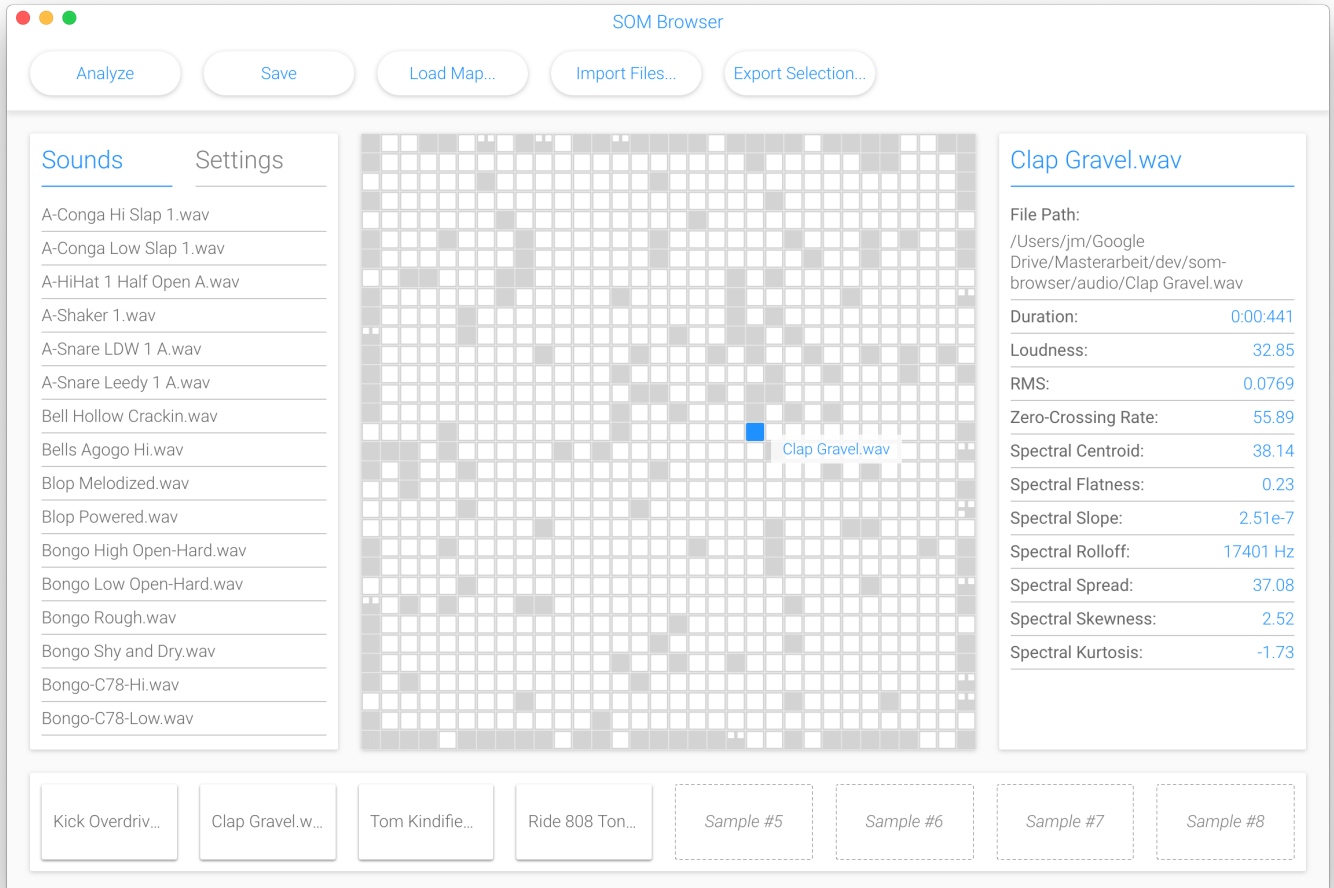 SOM Browser
Analyze
Save
Load Map...
Import Files...
Export Selection...
Sounds
Settings
A-Conga Hi Slap 1.wav
A-Conga Low Slap 1.wav
A-HiHat 1 Half Open A.wav
A-Shaker 1.wav
A-Snare LDW 1 A.wav
A-Snare Leedy 1 A.wav
Bell Hollow Crackin.wav
Bells Agogo Hi.wav
Blop Melodized.wav
Blop Powered.wav
Bongo High Open-Hard.wav
Bongo Low Open-Hard.wav
Bongo Rough.wav
Bongo Shy and Dry.wav
Bongo-C78-Hi.wav
Bongo-C78-Low.wav
Clap Gravel.wav
Clap Gravel.wav
File Path:
/Users/jm/Google
Drive/Masterarbeit/dev/som-
browser/audio/Clap Gravel.wav
Duration: 0:00:441
Loudness: 32.85
RMS: 0.0769
Zero-Crossing Rate: 55.89
Spectral Centroid: 38.14
Spectral Flatness: 0.23
Spectral Slope: 2.51e-7
Spectral Rolloff: 17401 Hz
Spectral Spread: 37.08
Spectral Skewness: 2.52
Spectral Kurtosis: -1.73
Kick Overdriv...
Clap Gravel.w...
Tom Kindifie...
Ride 808 Ton...
Sample #5
Sample #6
Sample #7
Sample #8